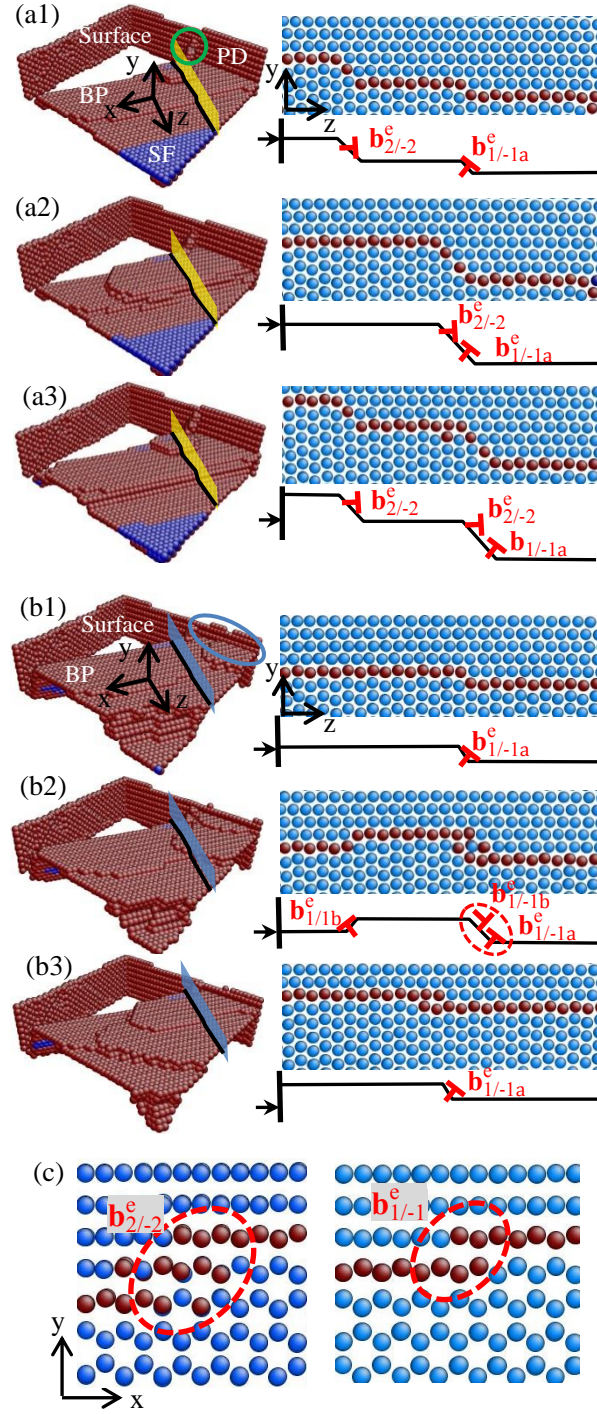 (a1)
Surface
PD
y
BP
x
z
SF
y
z
b^e_{2/-2}
b^e_{1/-1a}
(a2)
b^e_{2/-2}
b^e_{1/-1a}
(a3)
b^e_{2/-2}
b^e_{2/-2}
b_{1/-1a}
(b1)
Surface
y
BP
x
z
y
z
b^e_{1/-1a}
(b2)
b^e_{1/1b}
b^e_{1/-1b}
b^e_{1/-1a}
(b3)
b^e_{1/-1a}
(c)
b^e_{2/-2}
b^e_{1/-1}
y
x